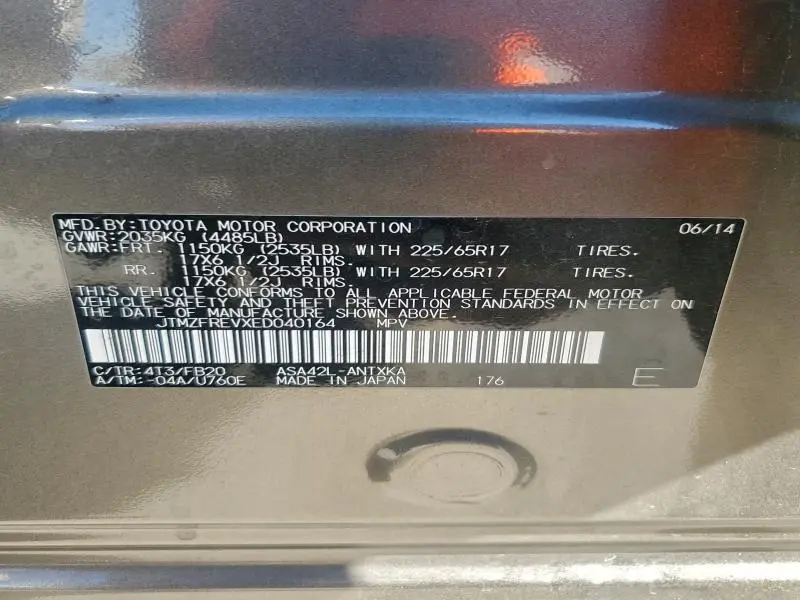 MFD.BY:TOYOTA MOTOR CORPORATION 06/14
GVWR:2035KG (4485LB)
GAWR:FRT. 1150KG (2535LB) WITH 225/65R17 TIRES.
17X6 1/2J RIMS.
RR. 1150KG (2535LB) WITH 225/65R17 TIRES.
17X6 1/2J RIMS.
THIS VEHICLE CONFORMS TO ALL APPLICABLE FEDERAL MOTOR
VEHICLE SAFETY AND THEFT PREVENTION STANDARDS IN EFFECT ON
THE DATE OF MANUFACTURE SHOWN ABOVE.
JTMZFREVXED040164 MPV
C/TR:4T3/FB20 ASA42L-ANTXKA
A/TM:-04A/U760E MADE IN JAPAN 176 E